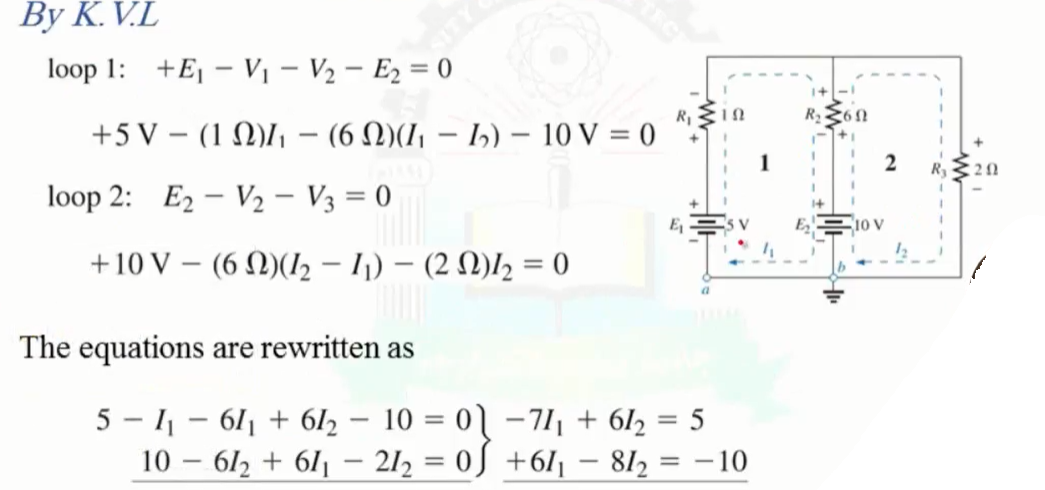 By K.V.L
loop 1: +E₁ − V₁ − V₂ − E₂ = 0
+5 V − (1 Ω)I₁ − (6 Ω)(I₁ − I₂) − 10 V = 0
loop 2: E₂ − V₂ − V₃ = 0
+10 V − (6 Ω)(I₂ − I₁) − (2 Ω)I₂ = 0
The equations are rewritten as
5 − I₁ − 6I₁ + 6I₂ − 10 = 0} −7I₁ + 6I₂ = 5
10 − 6I₂ + 6I₁ − 2I₂ = 0} +6I₁ − 8I₂ = −10
− + − 
R₁ 1 Ω R₂ 6 Ω
+ − + +
1 2 R₃ 2 Ω
−
+ +
E₁ 5 V E₂ 10 V
− −
I₁ I₂
a b